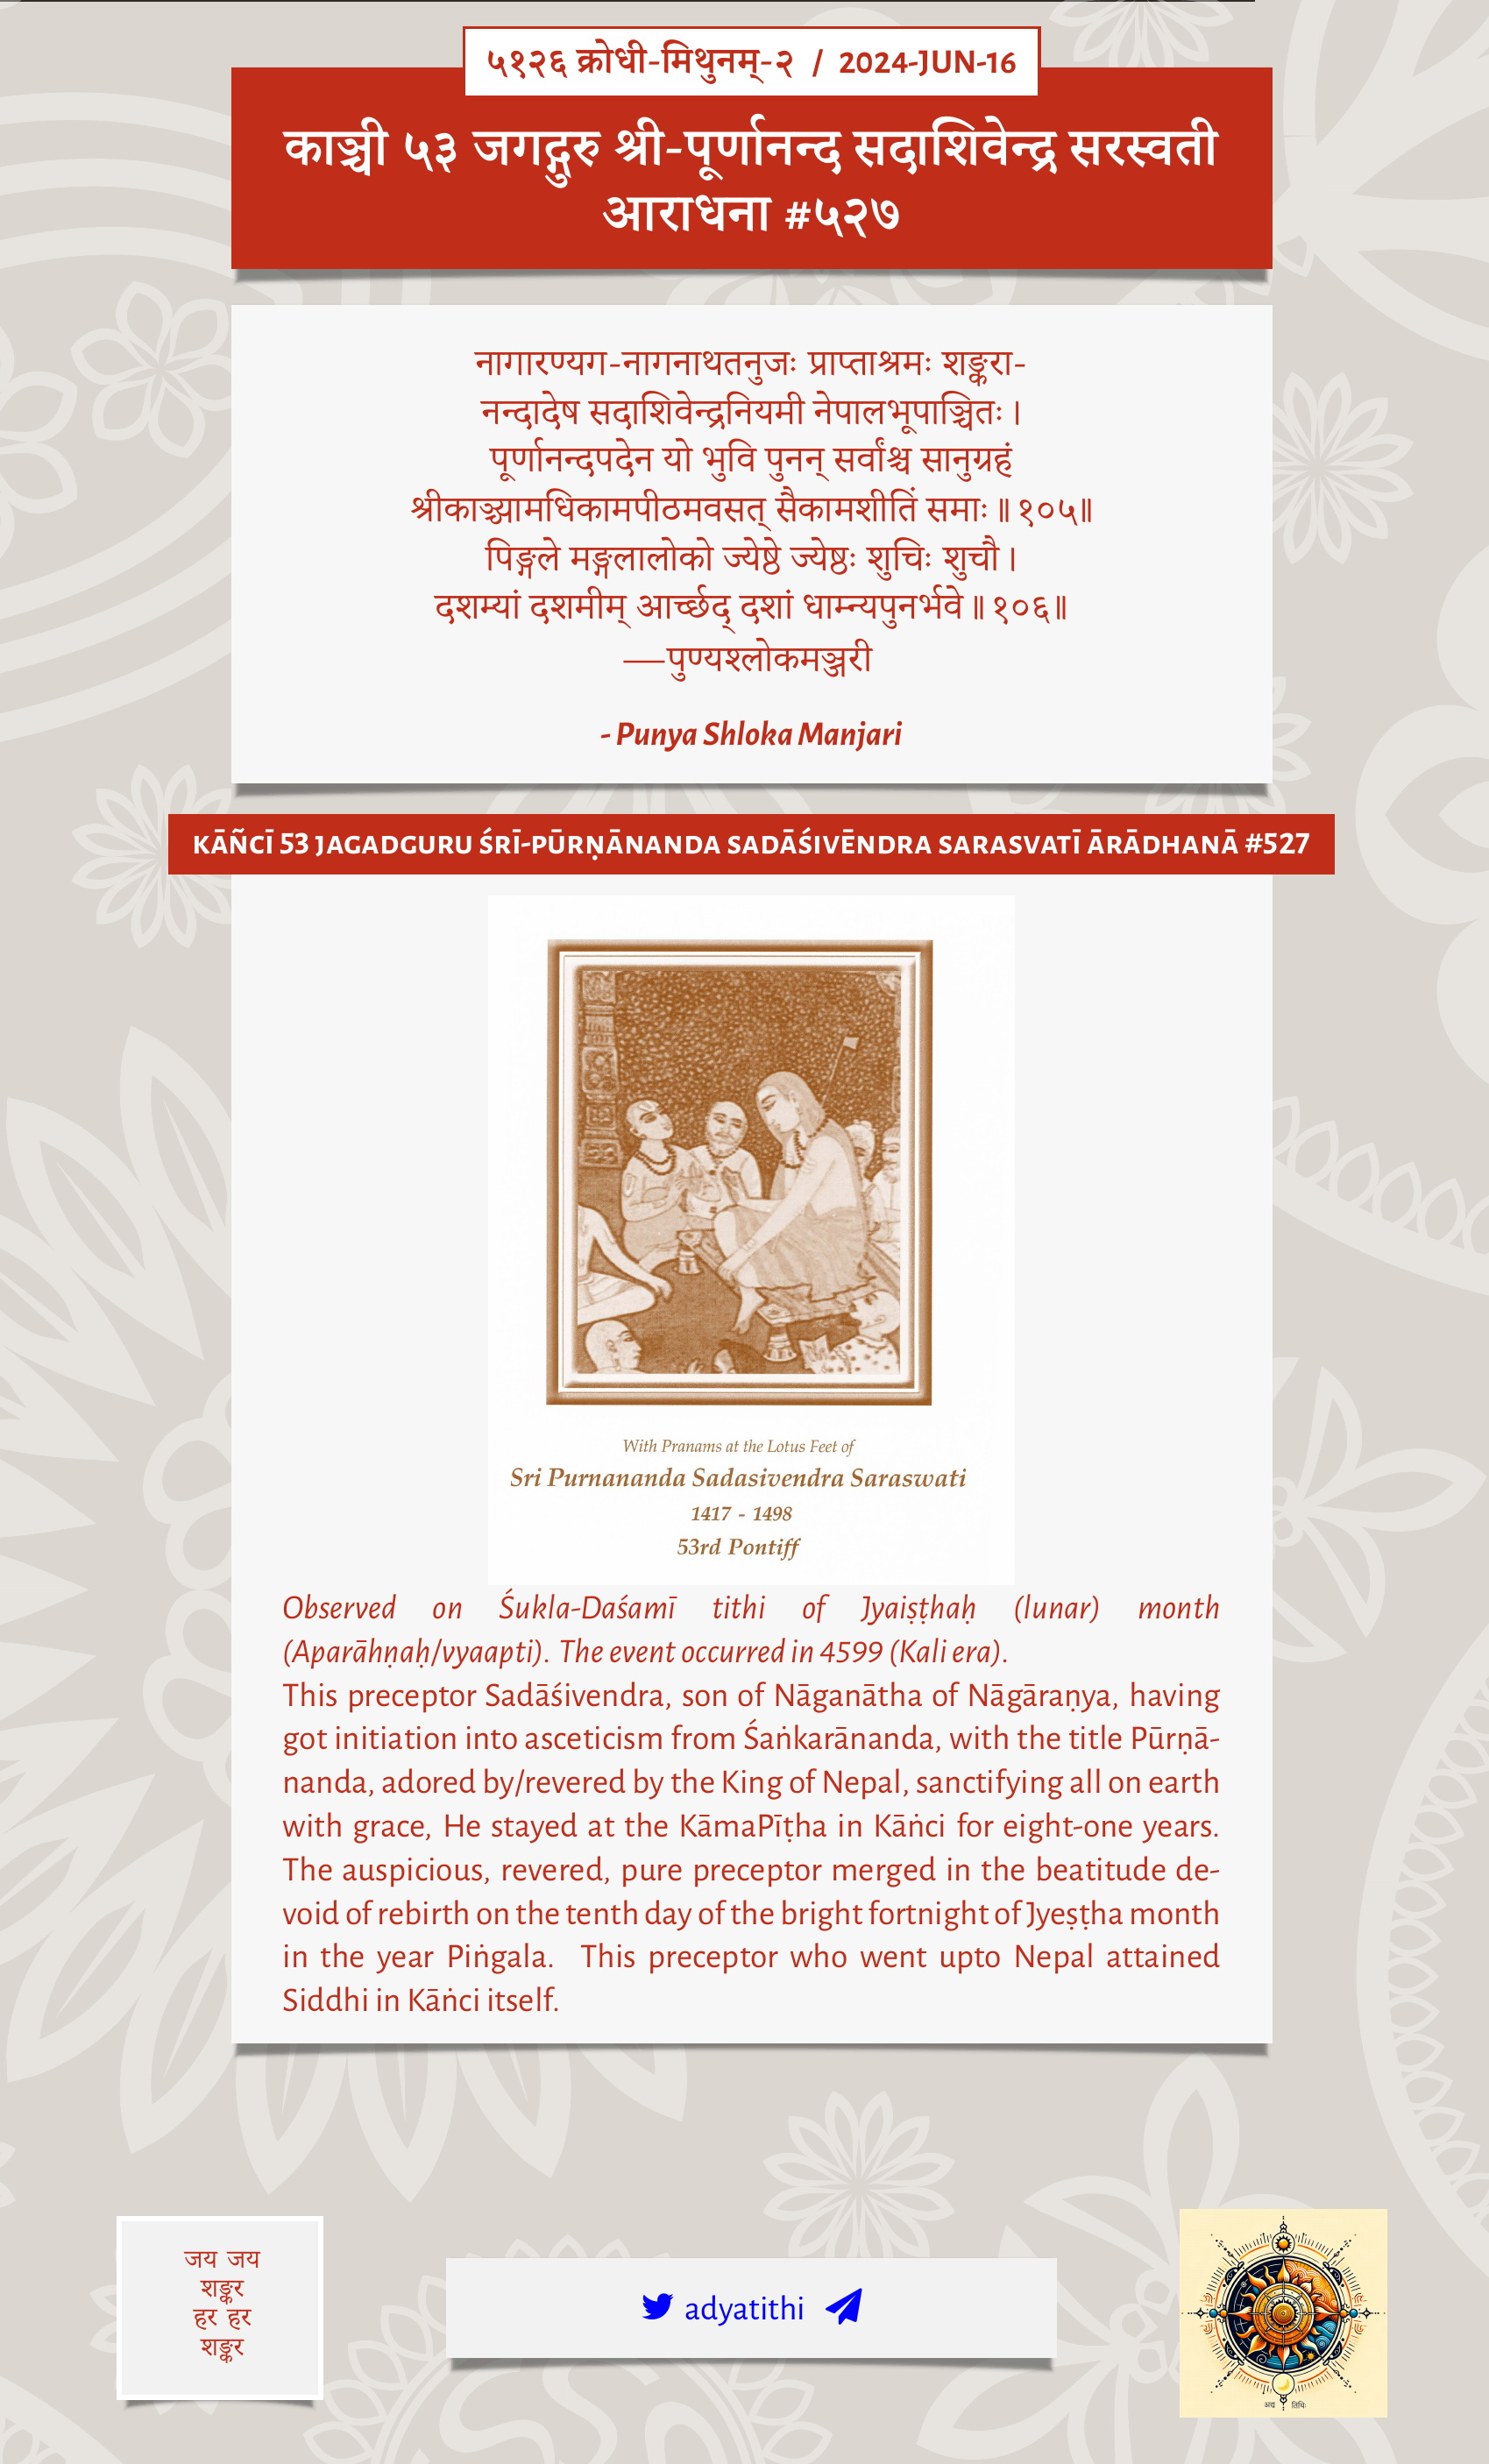 ५१२६ क्रोधी-मिथुनम्-२ / 2024-JUN-16
काञ्ची ५३ जगद्गुरु श्री-पूर्णानन्द सदाशिवेन्द्र सरस्वती
आराधना #५२७
नागारण्यग-नागनाथतनुजः प्राप्ताश्रमः शङ्करा-
नन्दादेष सदाशिवेन्द्रनियमी नेपालभूपाञ्चितः।
पूर्णानन्दपदेन यो भुवि पुनन् सर्वांश्च सानुग्रहं
श्रीकाञ्च्यामधिकामपीठमवसत् सैकामशीतिं समाः॥१०५॥
पिङ्गले मङ्गलालोको ज्येष्ठे ज्येष्ठः शुचिः शुचौ।
दशम्यां दशमीम् आर्च्छद् दशां धाम्न्यपुनर्भवे॥१०६॥
—पुण्यश्लोकमञ्जरी
- Punya Shloka Manjari
KĀÑCĪ 53 JAGADGURU ŚRĪ-PŪRṆĀNANDA SADĀŚIVĒNDRA SARASVATĪ ĀRĀDHANĀ #527
With Pranams at the Lotus Feet of
Sri Purnananda Sadasivendra Saraswati
1417 - 1498
53rd Pontiff
Observed on Śukla-Daśamī tithi of Jyaiṣṭhaḥ (lunar) month
(Aparāhṇaḥ/vyaapti). The event occurred in 4599 (Kali era).
This preceptor Sadāśivendra, son of Nāganātha of Nāgāraṇya, having
got initiation into asceticism from Śaṅkarānanda, with the title Pūrṇā-
nanda, adored by/revered by the King of Nepal, sanctifying all on earth
with grace, He stayed at the KāmaPīṭha in Kāṅci for eight-one years.
The auspicious, revered, pure preceptor merged in the beatitude de-
void of rebirth on the tenth day of the bright fortnight of Jyeṣṭha month
in the year Piṅgala. This preceptor who went upto Nepal attained
Siddhi in Kāṅci itself.
जय जय
शङ्कर
हर हर
शङ्कर
adyatithi
अद्य तिथिः